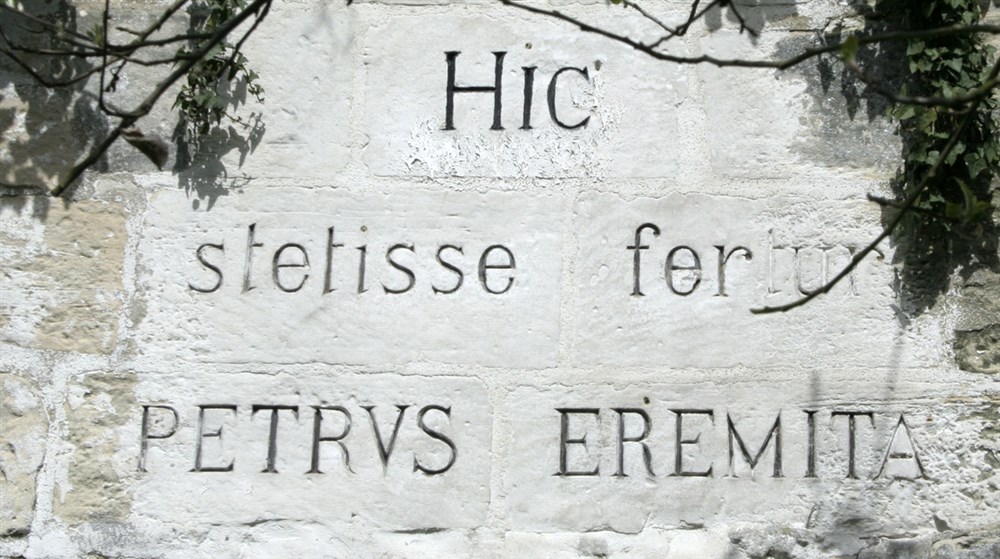 HIC
stetisse fertur
PETRVS EREMITA